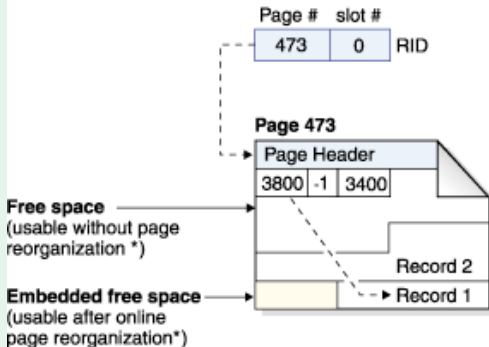 Page # slot #
473 0 RID
Page 473
Page Header
3800 -1 3400
Free space
(usable without page
reorganization *)
Record 2
Embedded free space
Record 1
(usable after online
page reorganization*)